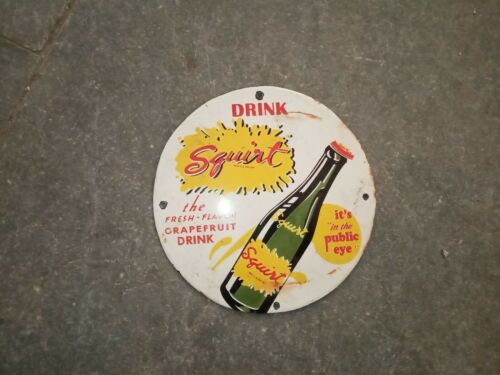 DRINK
Squirt
the
FRESH-FLAVOR
GRAPEFRUIT
DRINK
it's
"in the
public
eye"
Squirt
Squirt